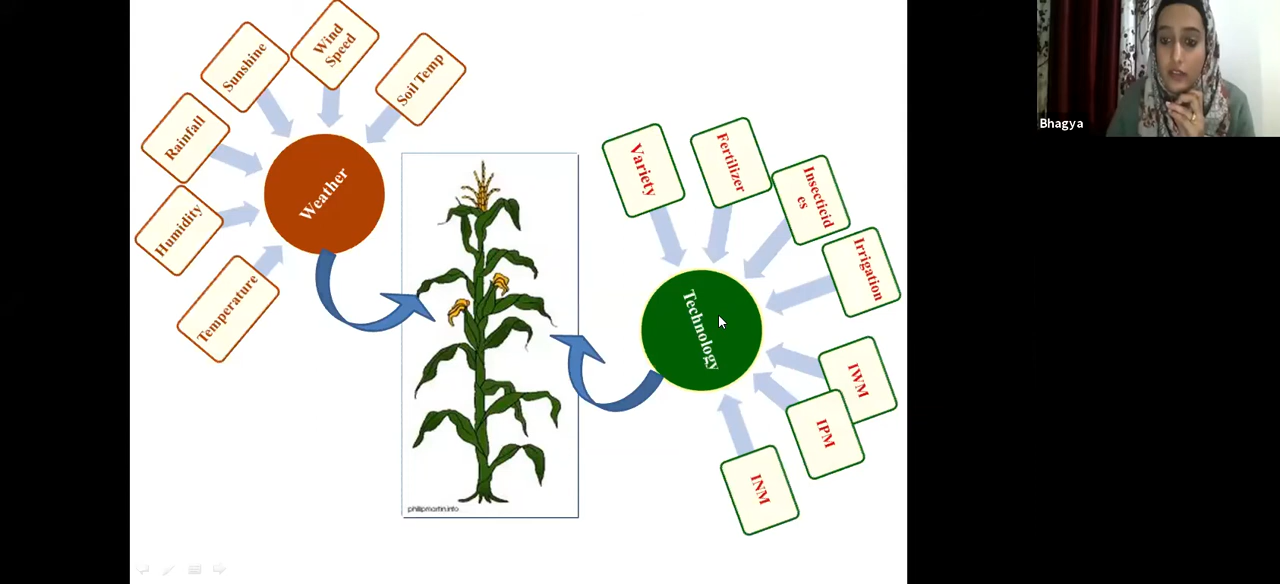 Wind
Speed
Sunshine
Soil Temp
Rainfall
Humidity
Temperature
Weather
Variety
Fertilizer
Insecticid
es
Irrigation
Technology
IWM
IPM
INM
phillipmartin.info
Bhagya